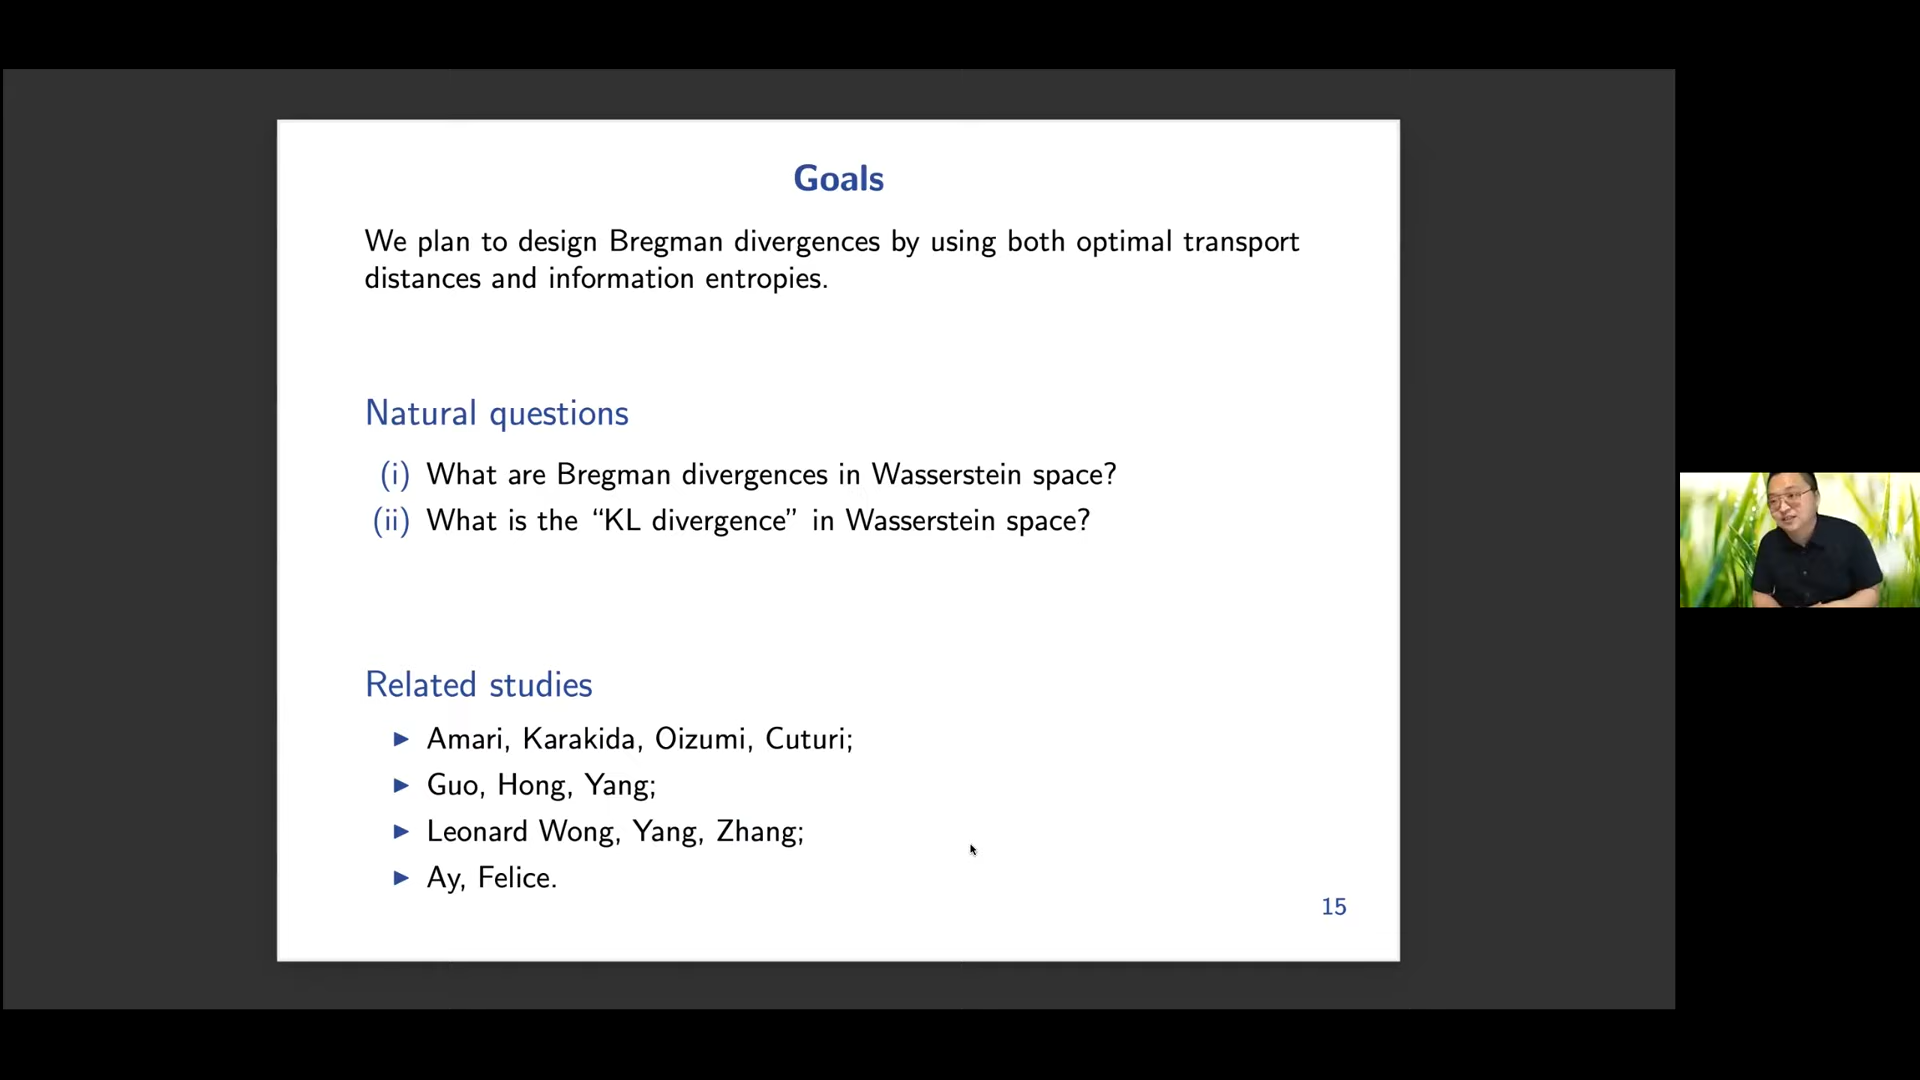 Goals
We plan to design Bregman divergences by using both optimal transport
distances and information entropies.
Natural questions
(i) What are Bregman divergences in Wasserstein space?
(ii) What is the “KL divergence” in Wasserstein space?
Related studies
▶ Amari, Karakida, Oizumi, Cuturi;
▶ Guo, Hong, Yang;
▶ Leonard Wong, Yang, Zhang;
▶ Ay, Felice.
15